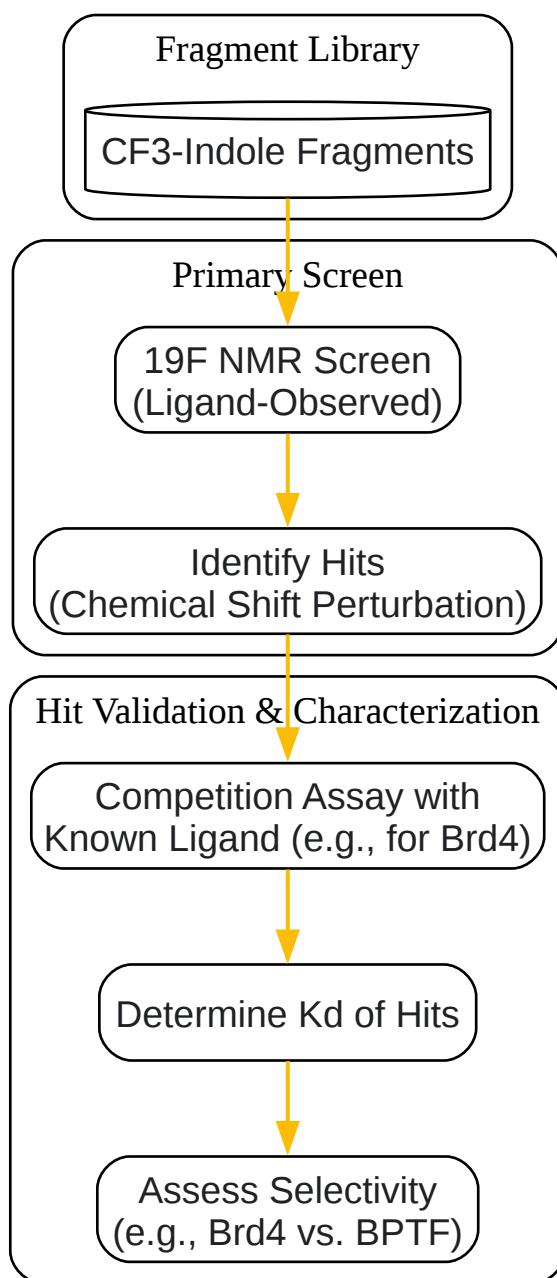 Fragment Library
CF3-Indole Fragments
Primary Screen
19F NMR Screen
(Ligand-Observed)
Identify Hits
(Chemical Shift Perturbation)
Hit Validation & Characterization
Competition Assay with
Known Ligand (e.g., for Brd4)
Determine Kd of Hits
Assess Selectivity
(e.g., Brd4 vs. BPTF)